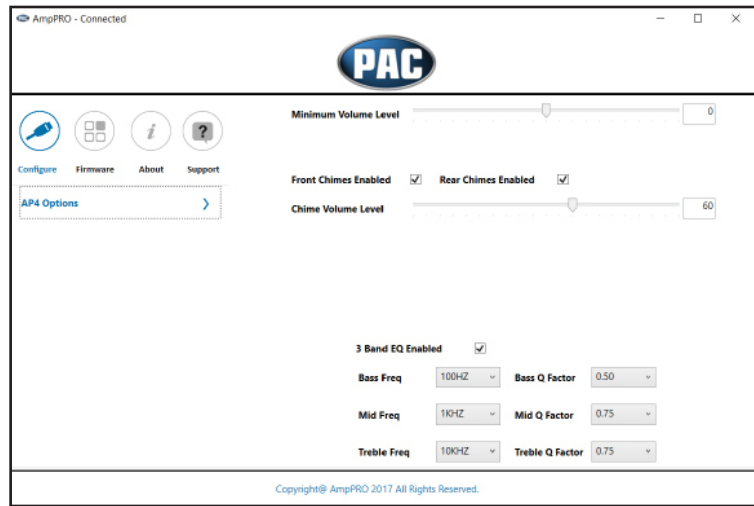 AmpPRO - Connected
PAC
Configure Firmware About Support
AP4 Options
Minimum Volume Level 0
Front Chimes Enabled Rear Chimes Enabled
Chime Volume Level 60
3 Band EQ Enabled
Bass Freq 100HZ Bass Q Factor 0.50
Mid Freq 1KHZ Mid Q Factor 0.75
Treble Freq 10KHZ Treble Q Factor 0.75
Copyright@ AmpPRO 2017 All Rights Reserved.